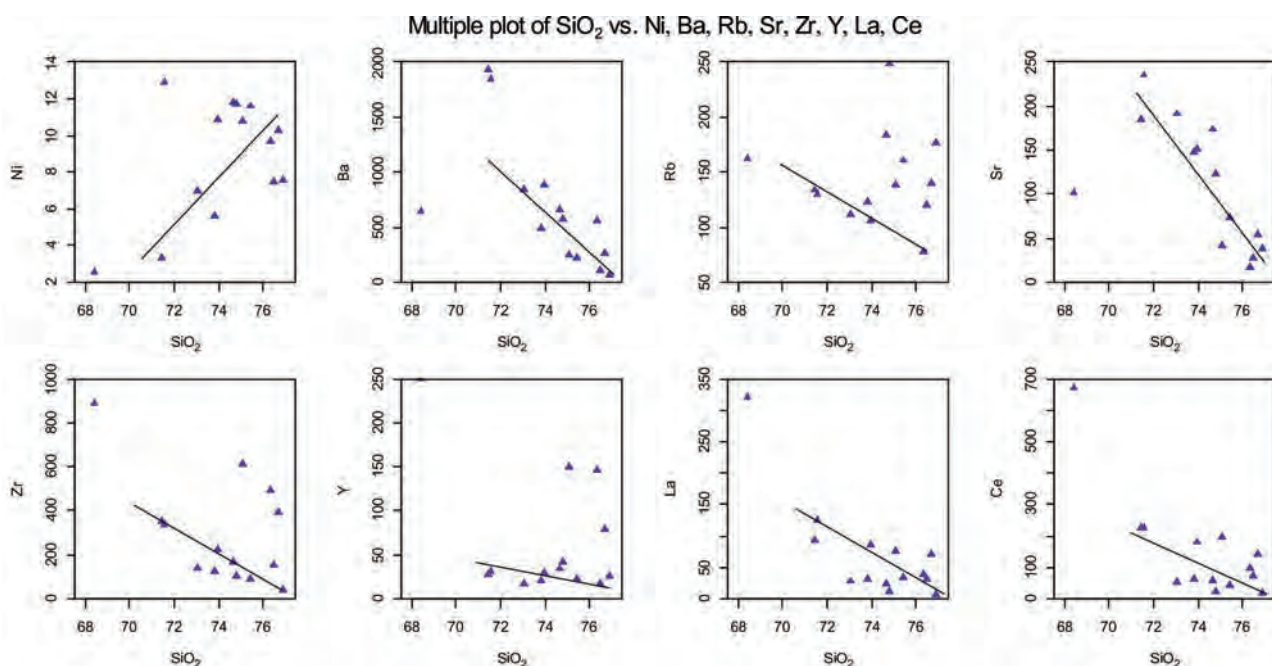 Multiple plot of SiO₂ vs. Ni, Ba, Rb, Sr, Zr, Y, La, Ce
Ni
14
12
10
8
6
4
2
68 70 72 74 76
SiO₂
Ba
2000
1500
1000
500
0
68 70 72 74 76
SiO₂
Rb
250
200
150
100
50
68 70 72 74 76
SiO₂
Sr
250
200
150
100
50
0
68 70 72 74 76
SiO₂
Zr
1000
800
600
400
200
0
68 70 72 74 76
SiO₂
Y
250
150
50
0
68 70 72 74 76
SiO₂
La
350
250
150
50
0
68 70 72 74 76
SiO₂
Ce
700
500
300
100
0
68 70 72 74 76
SiO₂